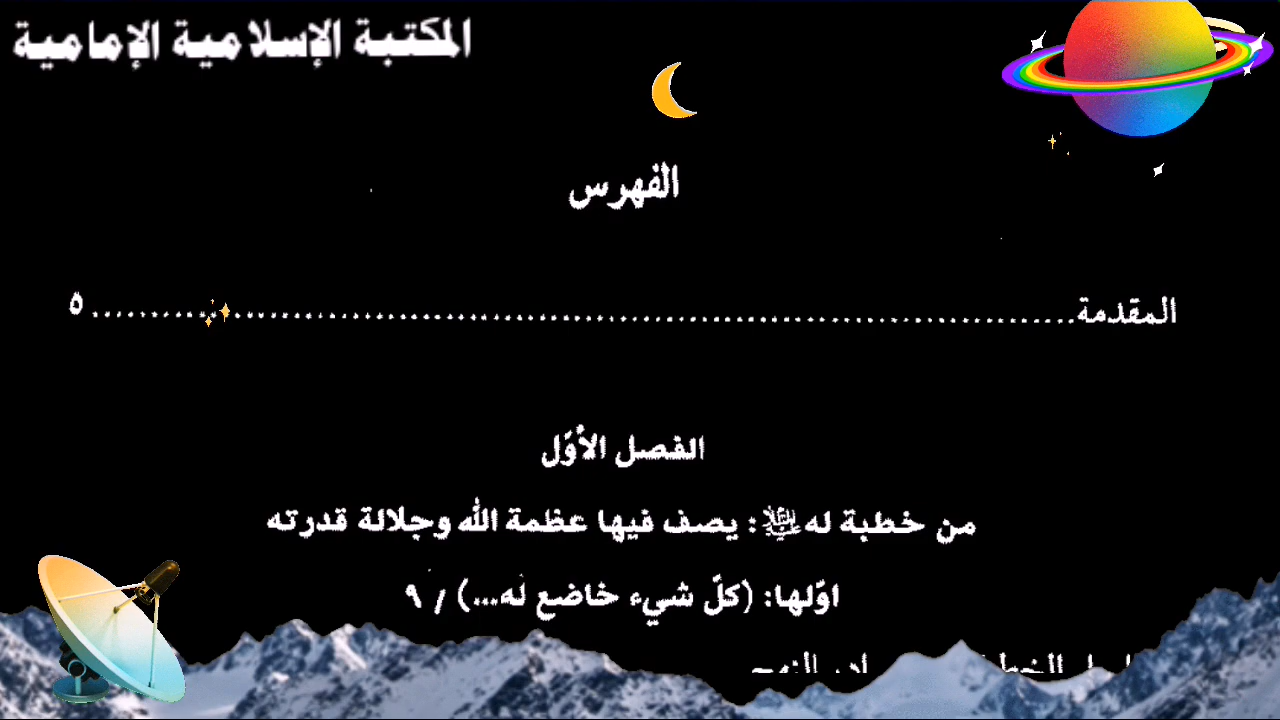 المكتبة الإسلامية الإمامية
الفهرس
المقدمة ٥
الفصل الأوّل
من خطبة له عليه السلام: يصف فيها عظمة الله وجلالة قدرته
اوّلها: (كلّ شيء خاضع له...) / ٩